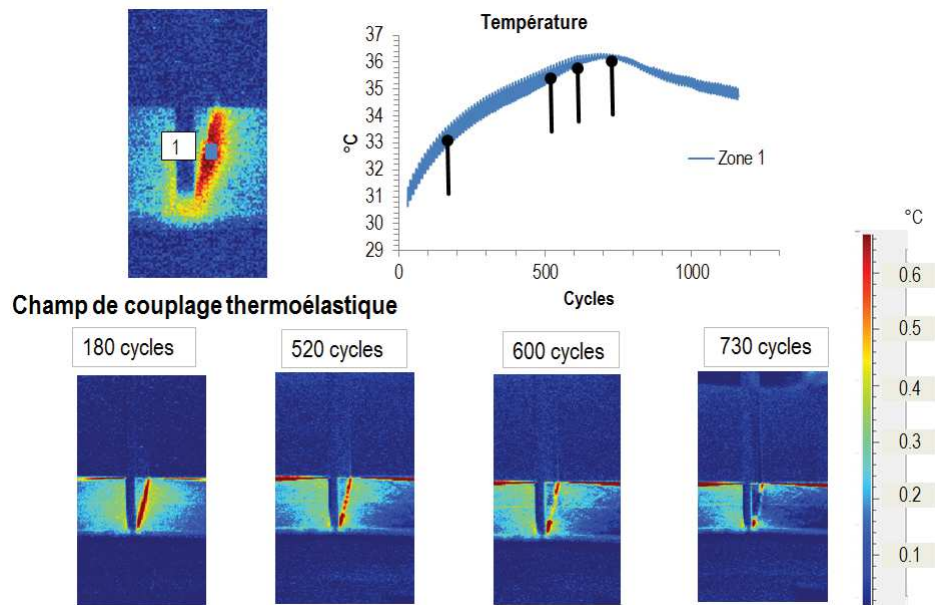 Température
37
36
35
34
33
32
31
30
29
°C
0
500
1000
Cycles
Zone 1
1
°C
0.6
0.5
0.4
0.3
0.2
0.1
Champ de couplage thermoélastique
180 cycles
520 cycles
600 cycles
730 cycles